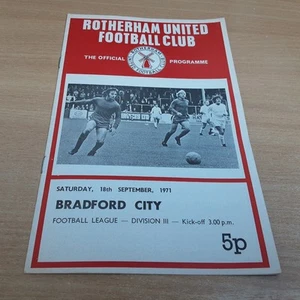 ROTHERHAM UNITED
FOOTBALL CLUB
THE OFFICIAL PROGRAMME
SATURDAY, 18th SEPTEMBER, 1971
BRADFORD CITY
FOOTBALL LEAGUE — DIVISION III — Kick-off 3.00 p.m.
5p